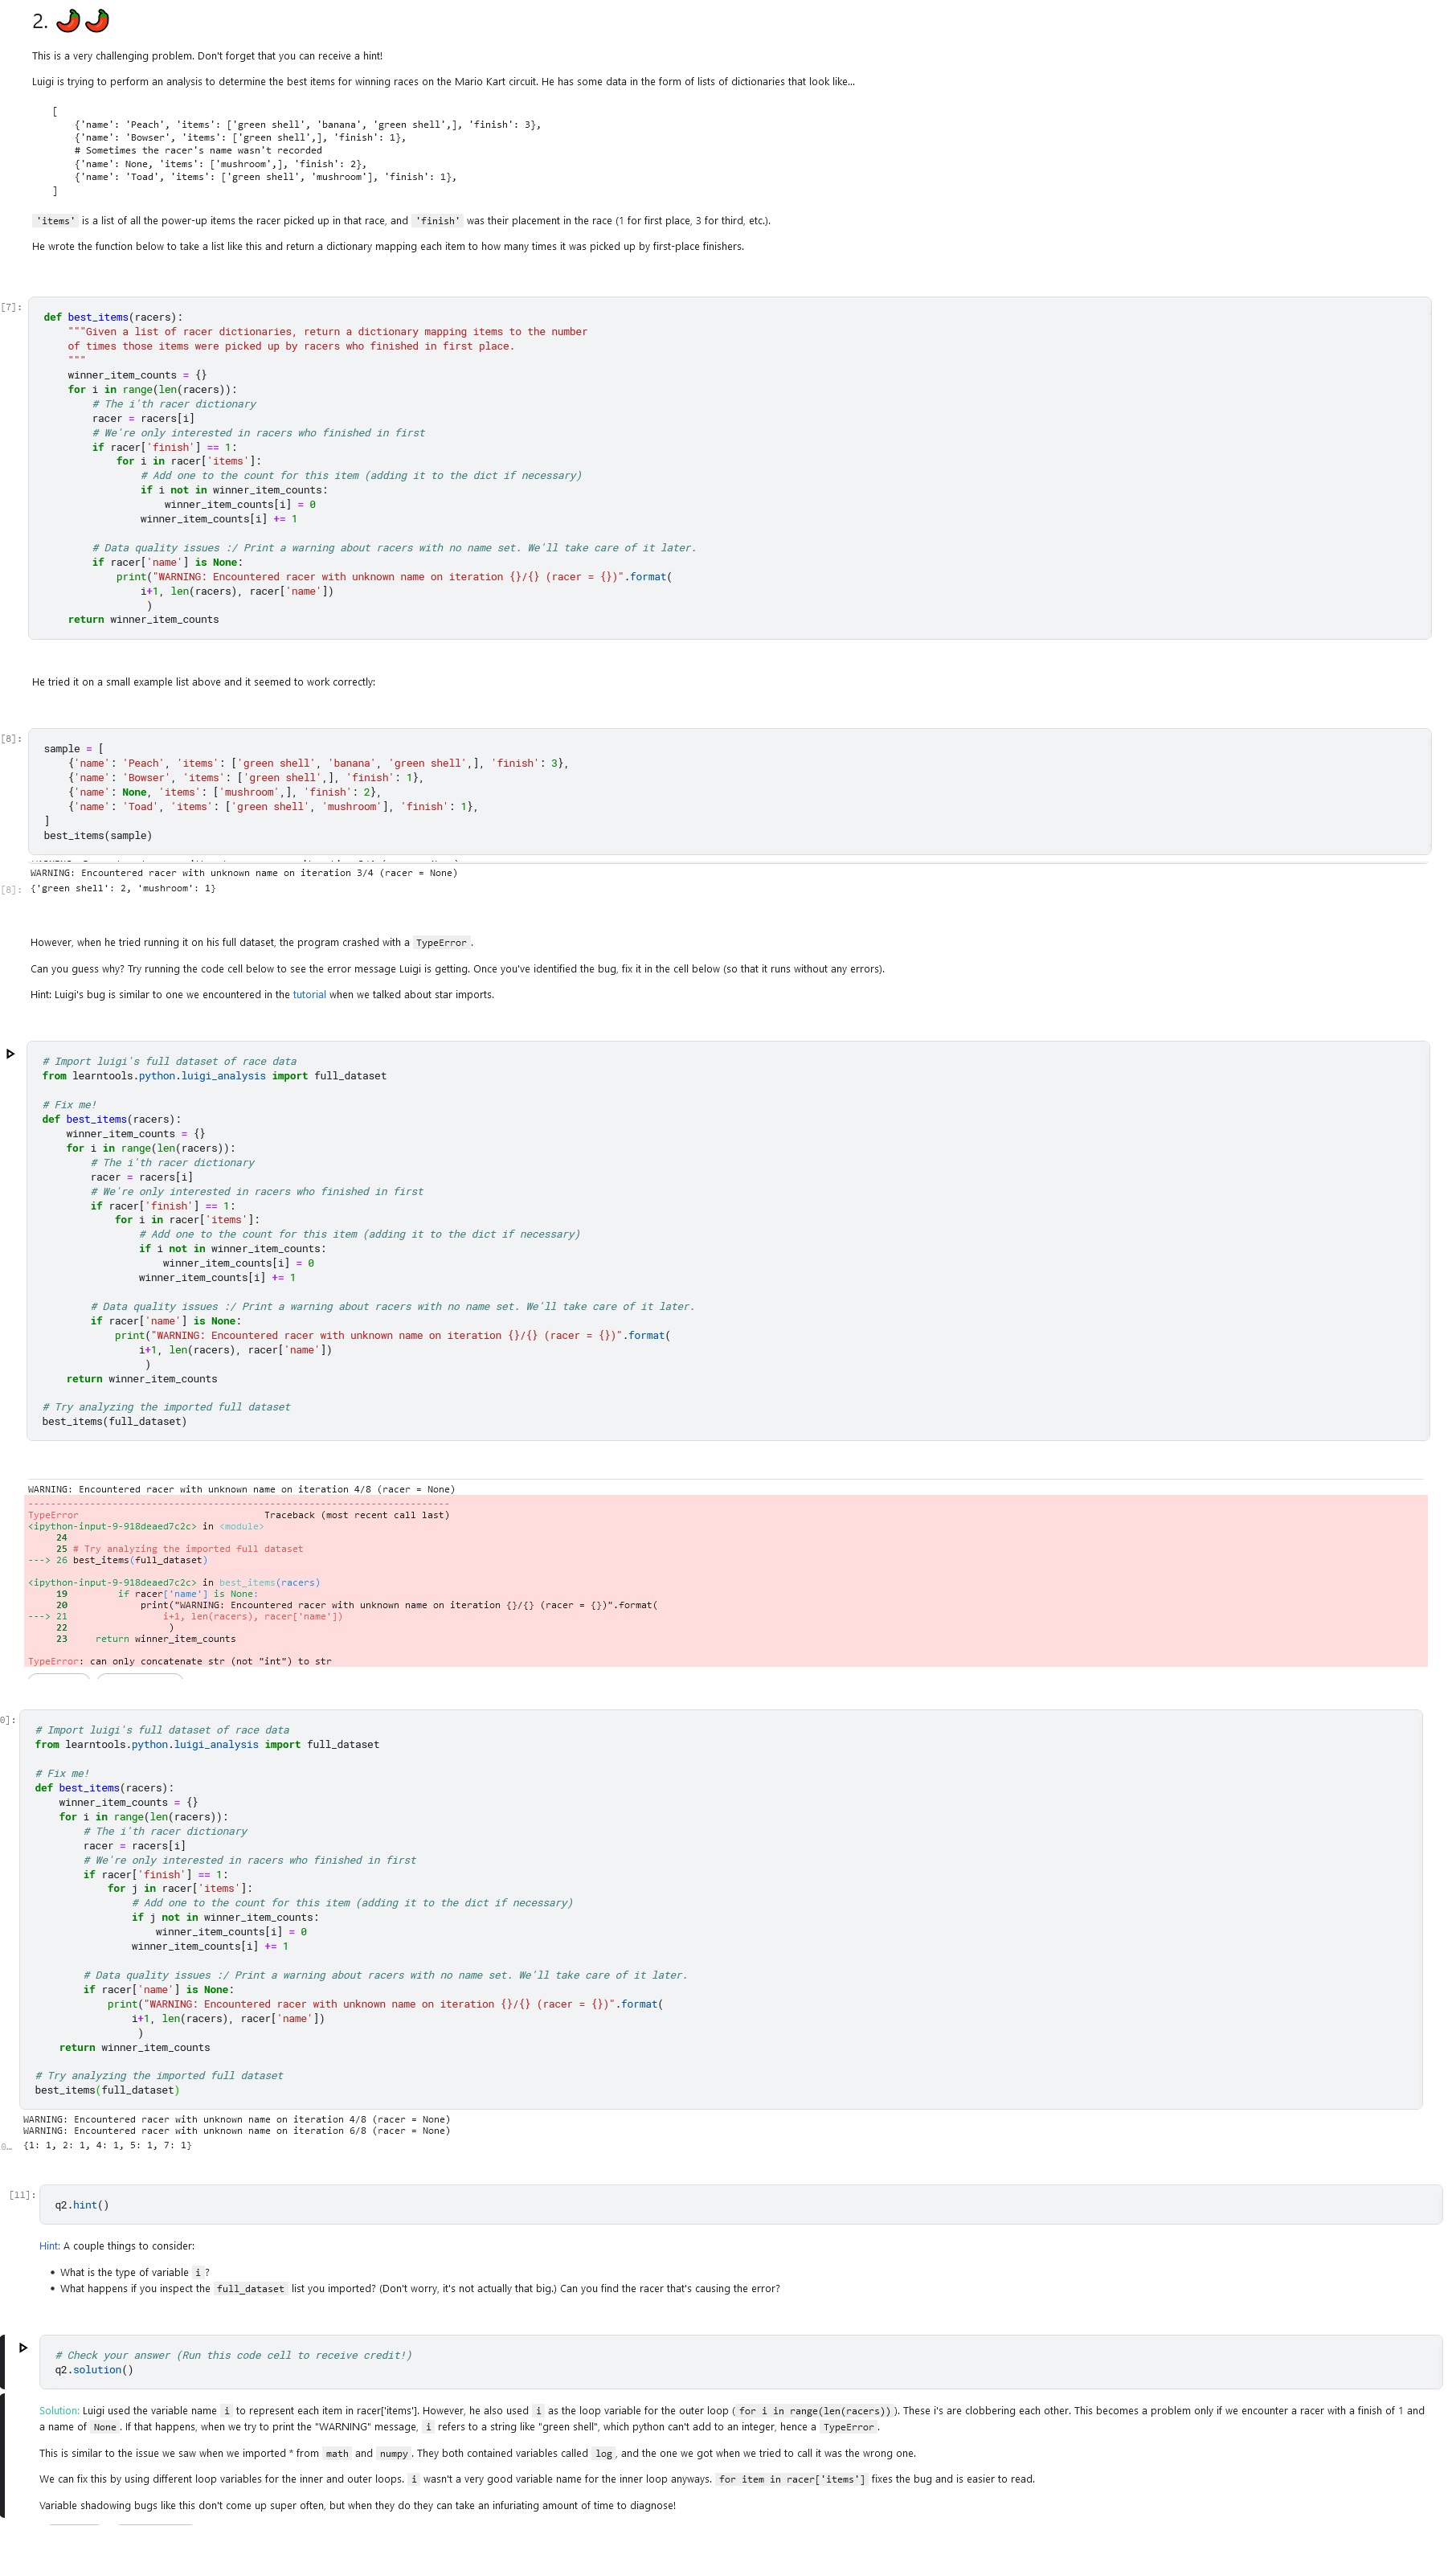 2. 🌶️🌶️
This is a very challenging problem. Don't forget that you can receive a hint!
Luigi is trying to perform an analysis to determine the best items for winning races on the Mario Kart circuit. He has some data in the form of lists of dictionaries that look like...
[
    {'name': 'Peach', 'items': ['green shell', 'banana', 'green shell',], 'finish': 3},
    {'name': 'Bowser', 'items': ['green shell',], 'finish': 1},
    # Sometimes the racer's name wasn't recorded
    {'name': None, 'items': ['mushroom',], 'finish': 2},
    {'name': 'Toad', 'items': ['green shell', 'mushroom'], 'finish': 1},
]
'items' is a list of all the power-up items the racer picked up in that race, and 'finish' was their placement in the race (1 for first place, 3 for third, etc.).
He wrote the function below to take a list like this and return a dictionary mapping each item to how many times it was picked up by first-place finishers.
[7]:
def best_items(racers):
    """Given a list of racer dictionaries, return a dictionary mapping items to the number
    of times those items were picked up by racers who finished in first place.
    """
    winner_item_counts = {}
    for i in range(len(racers)):
        # The i'th racer dictionary
        racer = racers[i]
        # We're only interested in racers who finished in first
        if racer['finish'] == 1:
            for i in racer['items']:
                # Add one to the count for this item (adding it to the dict if necessary)
                if i not in winner_item_counts:
                    winner_item_counts[i] = 0
                winner_item_counts[i] += 1
        # Data quality issues :/ Print a warning about racers with no name set. We'll take care of it later.
        if racer['name'] is None:
            print("WARNING: Encountered racer with unknown name on iteration {}/{} (racer = {})".format(
                i+1, len(racers), racer['name'])
                 )
    return winner_item_counts
He tried it on a small example list above and it seemed to work correctly:
[8]:
sample = [
    {'name': 'Peach', 'items': ['green shell', 'banana', 'green shell',], 'finish': 3},
    {'name': 'Bowser', 'items': ['green shell',], 'finish': 1},
    {'name': None, 'items': ['mushroom',], 'finish': 2},
    {'name': 'Toad', 'items': ['green shell', 'mushroom'], 'finish': 1},
]
best_items(sample)
WARNING: Encountered racer with unknown name on iteration 3/4 (racer = None)
[8]: {'green shell': 2, 'mushroom': 1}
However, when he tried running it on his full dataset, the program crashed with a TypeError.
Can you guess why? Try running the code cell below to see the error message Luigi is getting. Once you've identified the bug, fix it in the cell below (so that it runs without any errors).
Hint: Luigi's bug is similar to one we encountered in the tutorial when we talked about star imports.
# Import luigi's full dataset of race data
from learntools.python.luigi_analysis import full_dataset
# Fix me!
def best_items(racers):
    winner_item_counts = {}
    for i in range(len(racers)):
        # The i'th racer dictionary
        racer = racers[i]
        # We're only interested in racers who finished in first
        if racer['finish'] == 1:
            for i in racer['items']:
                # Add one to the count for this item (adding it to the dict if necessary)
                if i not in winner_item_counts:
                    winner_item_counts[i] = 0
                winner_item_counts[i] += 1
        # Data quality issues :/ Print a warning about racers with no name set. We'll take care of it later.
        if racer['name'] is None:
            print("WARNING: Encountered racer with unknown name on iteration {}/{} (racer = {})".format(
                i+1, len(racers), racer['name'])
                 )
    return winner_item_counts
# Try analyzing the imported full dataset
best_items(full_dataset)
WARNING: Encountered racer with unknown name on iteration 4/8 (racer = None)
---------------------------------------------------------------------------
TypeError                                 Traceback (most recent call last)
<ipython-input-9-918deaed7c2c> in <module>
     24
     25 # Try analyzing the imported full dataset
---> 26 best_items(full_dataset)
<ipython-input-9-918deaed7c2c> in best_items(racers)
     19         if racer['name'] is None:
     20             print("WARNING: Encountered racer with unknown name on iteration {}/{} (racer = {})".format(
---> 21                 i+1, len(racers), racer['name'])
     22                  )
     23     return winner_item_counts
TypeError: can only concatenate str (not "int") to str
0]:
# Import luigi's full dataset of race data
from learntools.python.luigi_analysis import full_dataset
# Fix me!
def best_items(racers):
    winner_item_counts = {}
    for i in range(len(racers)):
        # The i'th racer dictionary
        racer = racers[i]
        # We're only interested in racers who finished in first
        if racer['finish'] == 1:
            for j in racer['items']:
                # Add one to the count for this item (adding it to the dict if necessary)
                if j not in winner_item_counts:
                    winner_item_counts[i] = 0
                winner_item_counts[i] += 1
        # Data quality issues :/ Print a warning about racers with no name set. We'll take care of it later.
        if racer['name'] is None:
            print("WARNING: Encountered racer with unknown name on iteration {}/{} (racer = {})".format(
                i+1, len(racers), racer['name'])
                 )
    return winner_item_counts
# Try analyzing the imported full dataset
best_items(full_dataset)
WARNING: Encountered racer with unknown name on iteration 4/8 (racer = None)
WARNING: Encountered racer with unknown name on iteration 6/8 (racer = None)
0… {1: 1, 2: 1, 4: 1, 5: 1, 7: 1}
[11]:
q2.hint()
Hint: A couple things to consider:
• What is the type of variable i?
• What happens if you inspect the full_dataset list you imported? (Don't worry, it's not actually that big.) Can you find the racer that's causing the error?
# Check your answer (Run this code cell to receive credit!)
q2.solution()
Solution: Luigi used the variable name i to represent each item in racer['items']. However, he also used i as the loop variable for the outer loop (for i in range(len(racers))). These i's are clobbering each other. This becomes a problem only if we encounter a racer with a finish of 1 and
a name of None. If that happens, when we try to print the "WARNING" message, i refers to a string like "green shell", which python can't add to an integer, hence a TypeError.
This is similar to the issue we saw when we imported * from math and numpy. They both contained variables called log, and the one we got when we tried to call it was the wrong one.
We can fix this by using different loop variables for the inner and outer loops. i wasn't a very good variable name for the inner loop anyways. for item in racer['items'] fixes the bug and is easier to read.
Variable shadowing bugs like this don't come up super often, but when they do they can take an infuriating amount of time to diagnose!